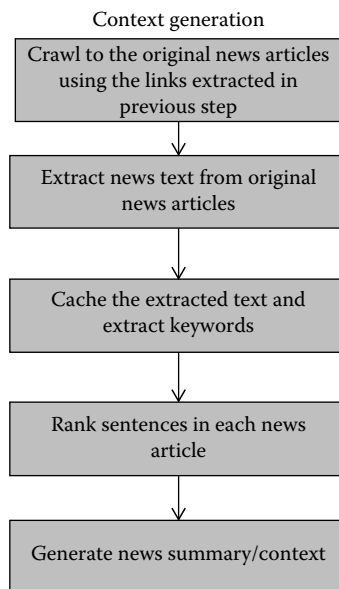 Context generation
Crawl to the original news articles
using the links extracted in
previous step
Extract news text from original
news articles
Cache the extracted text and
extract keywords
Rank sentences in each news
article
Generate news summary/context